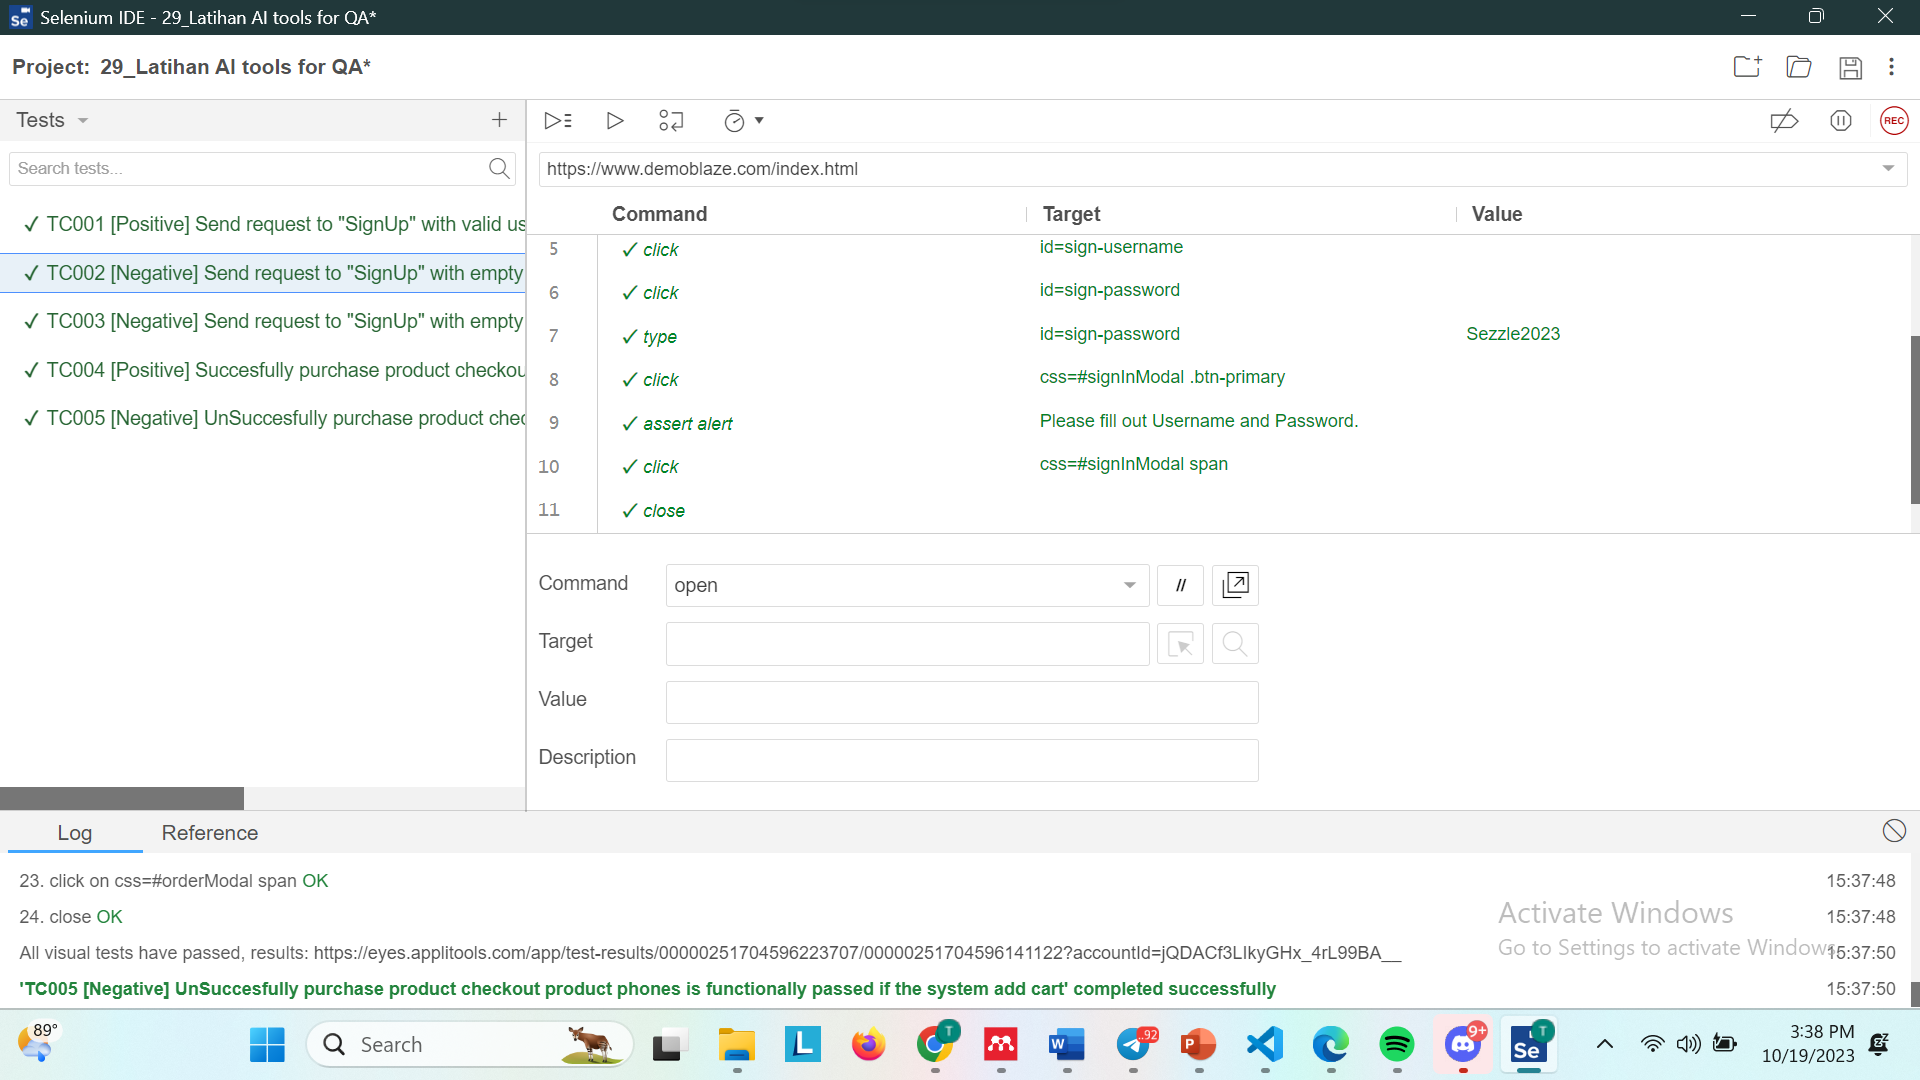 Selenium IDE - 29_Latihan AI tools for QA*
Project: 29_Latihan AI tools for QA*
Tests
Search tests...
✓ TC001 [Positive] Send request to "SignUp" with valid us
✓ TC002 [Negative] Send request to "SignUp" with empty
✓ TC003 [Negative] Send request to "SignUp" with empty
✓ TC004 [Positive] Succesfully purchase product checkou
✓ TC005 [Negative] UnSuccesfully purchase product chec
REC
https://www.demoblaze.com/index.html
Command Target Value
5 ✓ click id=sign-username
6 ✓ click id=sign-password
7 ✓ type id=sign-password Sezzle2023
8 ✓ click css=#signInModal .btn-primary
9 ✓ assert alert Please fill out Username and Password.
10 ✓ click css=#signInModal span
11 ✓ close
Command open //
Target
Value
Description
Log Reference
23. click on css=#orderModal span OK 15:37:48
24. close OK 15:37:48
All visual tests have passed, results: https://eyes.applitools.com/app/test-results/00000251704596223707/00000251704596141122?accountId=jQDACf3LIkyGHx_4rL99BA__ 15:37:50
'TC005 [Negative] UnSuccesfully purchase product checkout product phones is functionally passed if the system add cart' completed successfully 15:37:50
Activate Windows
Go to Settings to activate Windows
89°
Search
3:38 PM
10/19/2023